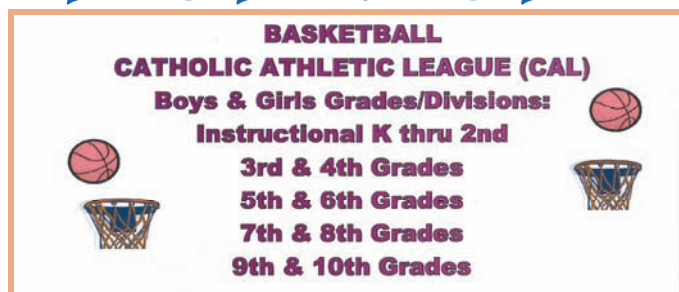 BASKETBALL
CATHOLIC ATHLETIC LEAGUE (CAL)
Boys & Girls Grades/Divisions:
Instructional K thru 2nd
3rd & 4th Grades
5th & 6th Grades
7th & 8th Grades
9th & 10th Grades